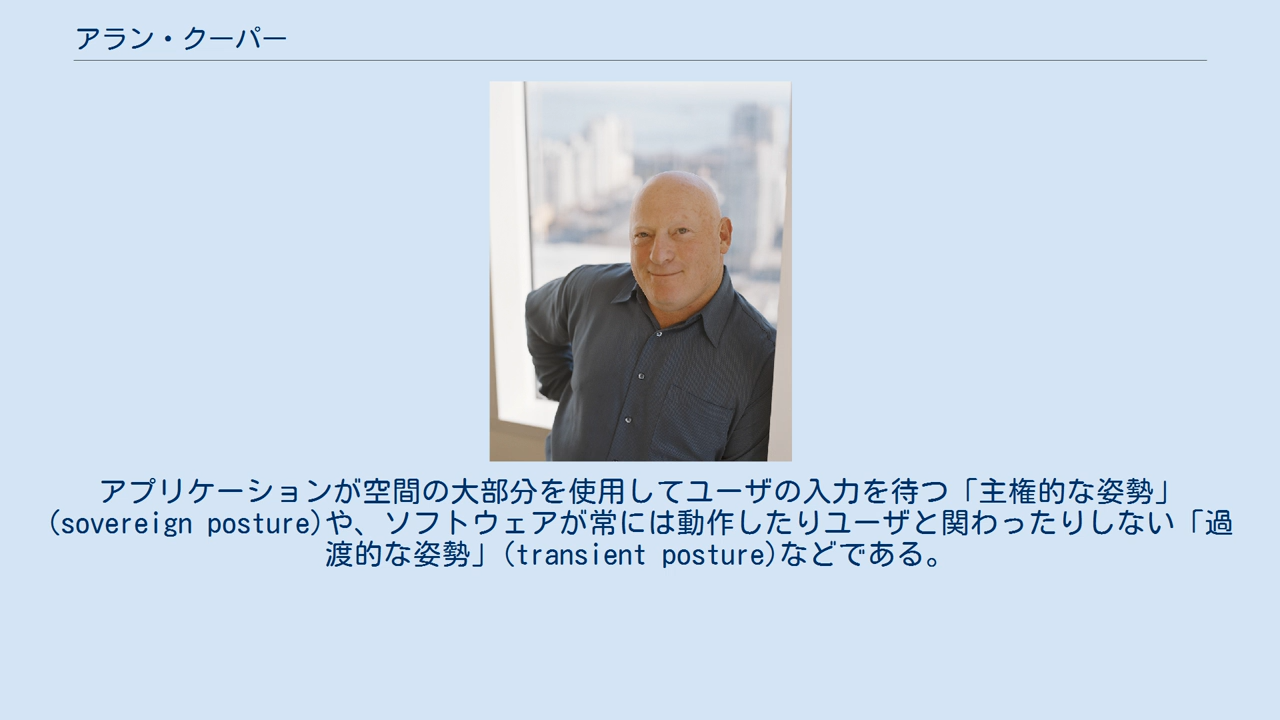 アラン・クーパー
アプリケーションが空間の大部分を使用してユーザの入力を待つ「主権的な姿勢」
(sovereign posture)や、ソフトウェアが常には動作したりユーザと関わったりしない「過
渡的な姿勢」(transient posture)などである。